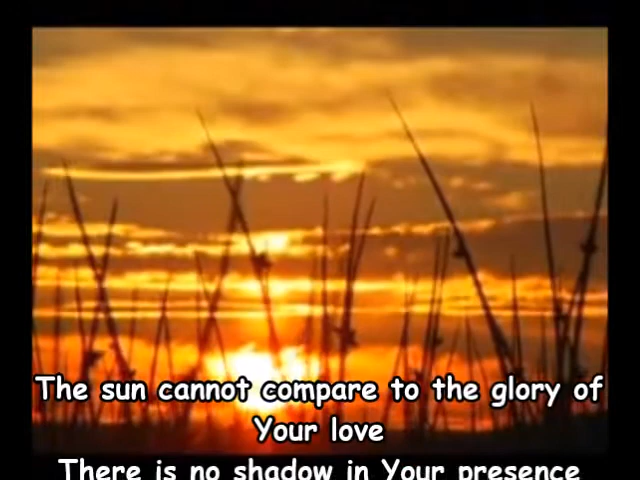 The sun cannot compare to the glory of
Your love
There is no shadow in Your presence